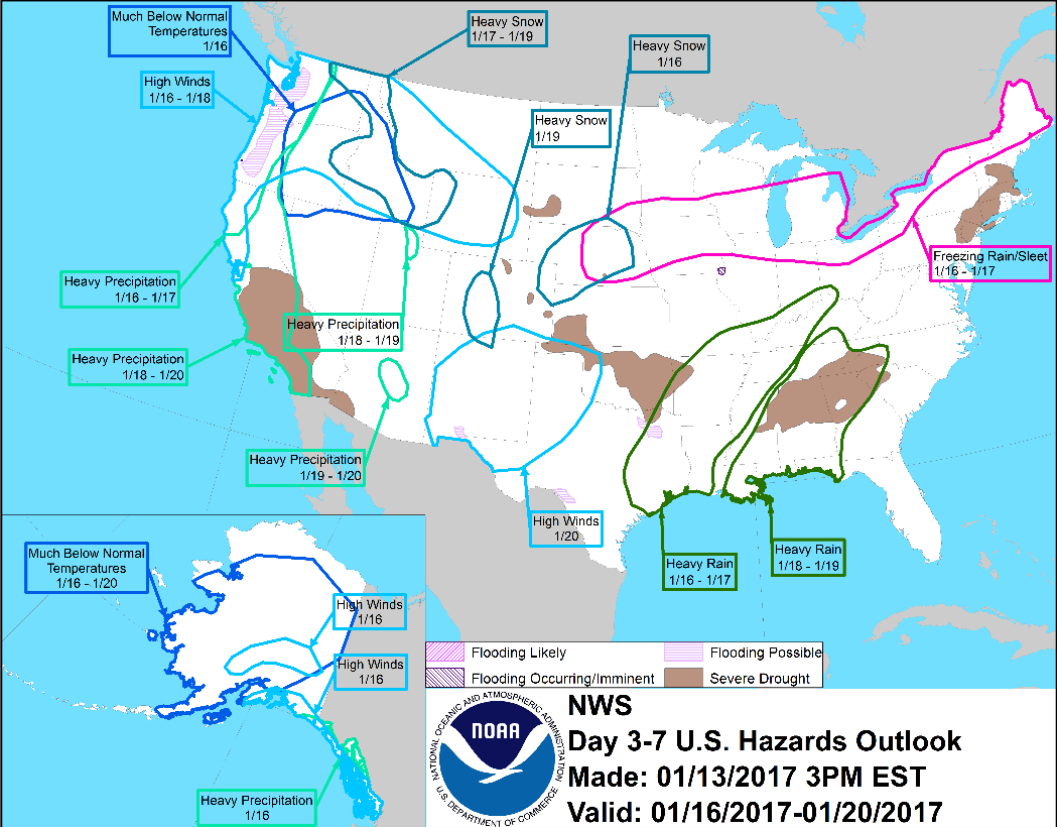 Much Below Normal
Temperatures
1/16
Heavy Snow
1/17 - 1/19
Heavy Snow
1/16
High Winds
1/16 - 1/18
Heavy Snow
1/19
Freezing Rain/Sleet
1/16 - 1/17
Heavy Precipitation
1/16 - 1/17
Heavy Precipitation
1/18 - 1/19
Heavy Precipitation
1/18 - 1/20
Heavy Precipitation
1/19 - 1/20
High Winds
1/20
Heavy Rain
1/16 - 1/17
Heavy Rain
1/18 - 1/19
Much Below Normal
Temperatures
1/16 - 1/20
High Winds
1/16
High Winds
1/16
Heavy Precipitation
1/16
Flooding Likely
Flooding Possible
Flooding Occurring/Imminent
Severe Drought
NATIONAL OCEANIC AND ATMOSPHERIC ADMINISTRATION
NOAA
U.S. DEPARTMENT OF COMMERCE
NWS
Day 3-7 U.S. Hazards Outlook
Made: 01/13/2017 3PM EST
Valid: 01/16/2017-01/20/2017